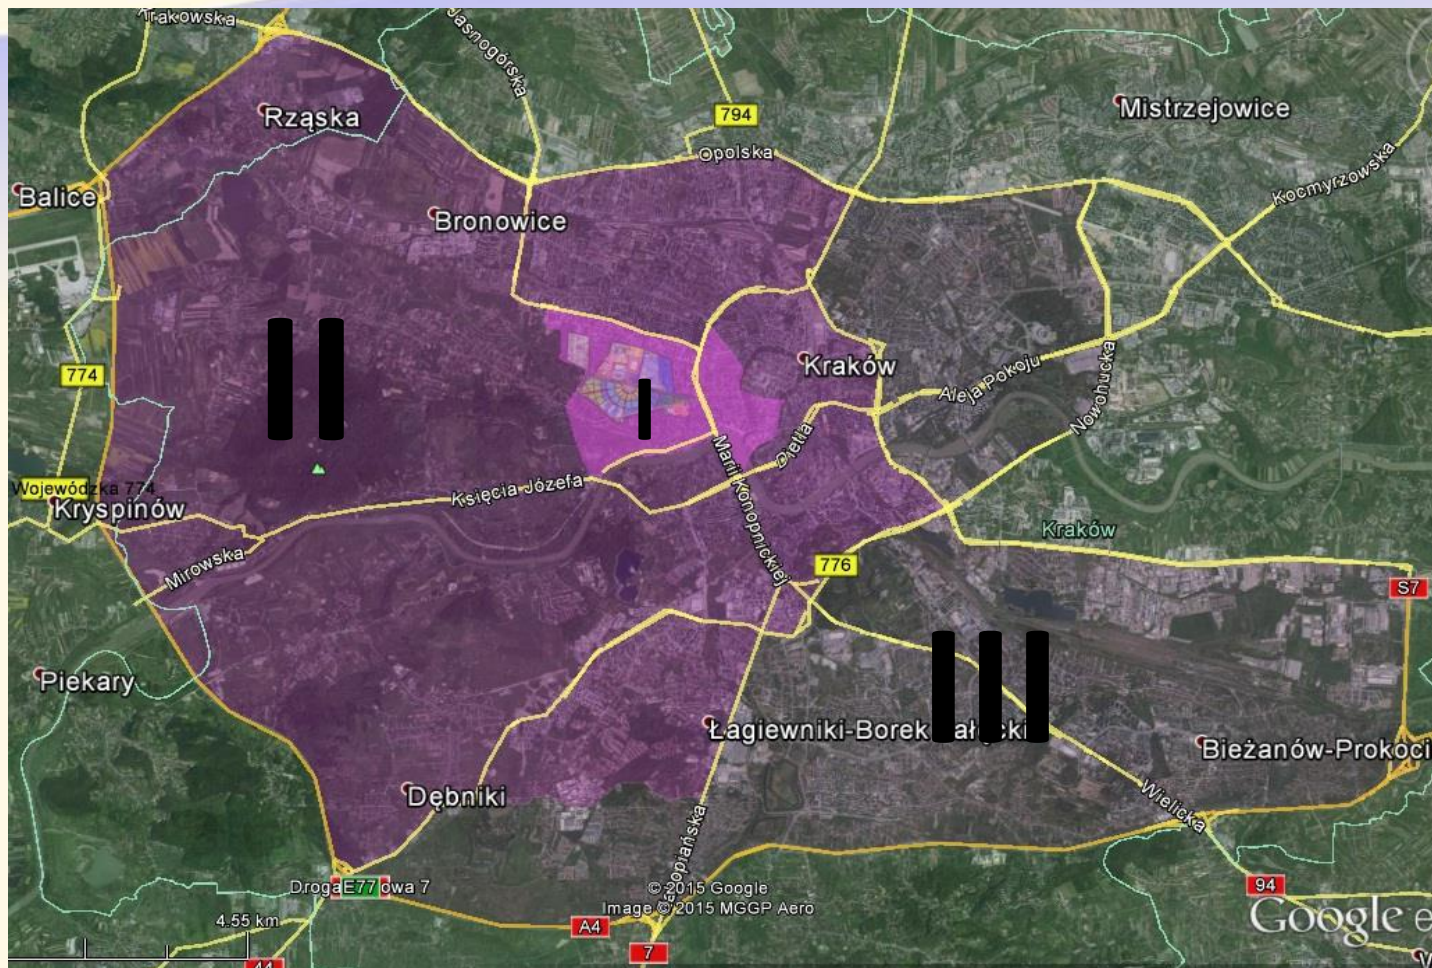 Krakowska
Jasnogórska
Rząska
794
Mistrzejowice
Opolska
Kocmyrzowska
Balice
Bronowice
II
I
774
Kraków
Aleja Pokoju
Nowohucka
Dietla
Marii Konopnickiej
Księcia Józefa
Wojewódzka 774
Kryspinów
Kraków
Mirowska
776
S7
III
Piekary
Łagiewniki-Borek
Bieżanów-Prokoci
Dębniki
Wielicka
Zakopiańska
Droga
E77
owa 7
© 2015 Google
Image © 2015 MGGP Aero
94
4.55 km
A4
Google e
7
44